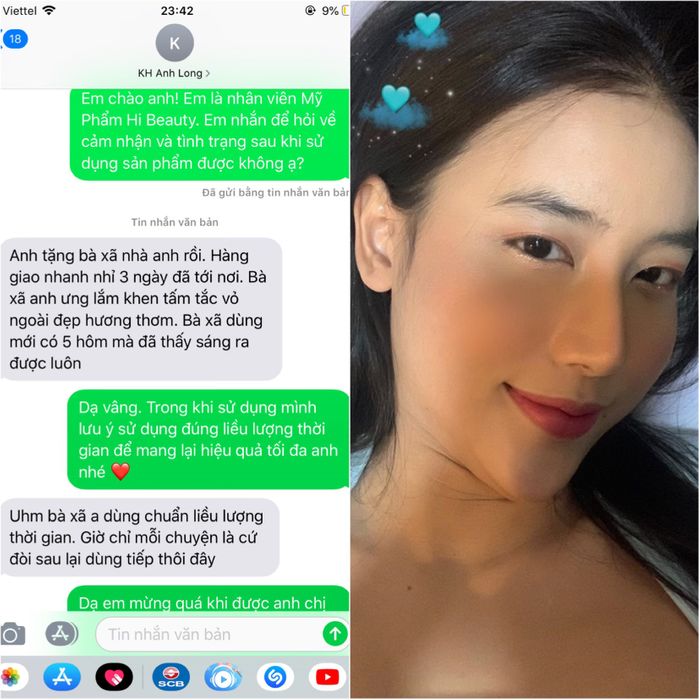 Viettel 23:42 9%
18
K
KH Anh Long >
Em chào anh! Em là nhân viên Mỹ
Phẩm Hi Beauty. Em nhắn để hỏi về
cảm nhận và tình trạng sau khi sử
dụng sản phẩm được không ạ?
Đã gửi bằng tin nhắn văn bản
Tin nhắn văn bản
Anh tặng bà xã nhà anh rồi. Hàng
giao nhanh nhỉ 3 ngày đã tới nơi. Bà
xã anh ưng lắm khen tấm tắc vỏ
ngoài đẹp hương thơm. Bà xã dùng
mới có 5 hôm mà đã thấy sáng ra
được luôn
Dạ vâng. Trong khi sử dụng mình
lưu ý sử dụng đúng liều lượng thời
gian để mang lại hiệu quả tối đa anh
nhé ❤️
Uhm bà xã a dùng chuẩn liều lượng
thời gian. Giờ chỉ mỗi chuyện là cứ
đòi sau lại dùng tiếp thôi đây
Dạ em mừng quá khi được anh chị
Tin nhắn văn bản
SCB